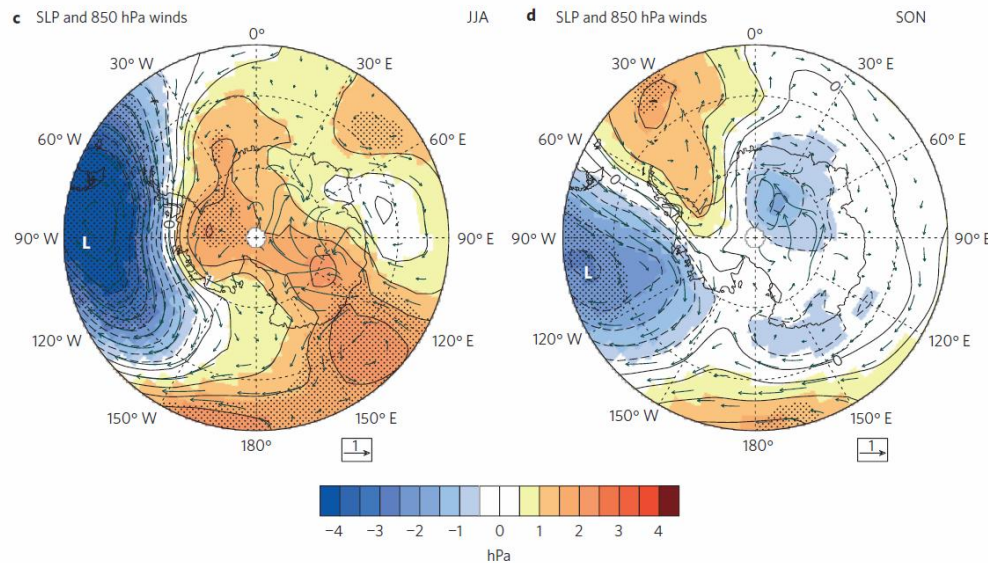 c SLP and 850 hPa winds JJA
0°
30° W 30° E
60° W 60° E
90° W 90° E
120° W 120° E
150° W 150° E
180°
L
1
d SLP and 850 hPa winds SON
0°
30° W 30° E
60° W 60° E
90° W 90° E
120° W 120° E
150° W 150° E
180°
L
0
0
1
−4 −3 −2 −1 0 1 2 3 4
hPa